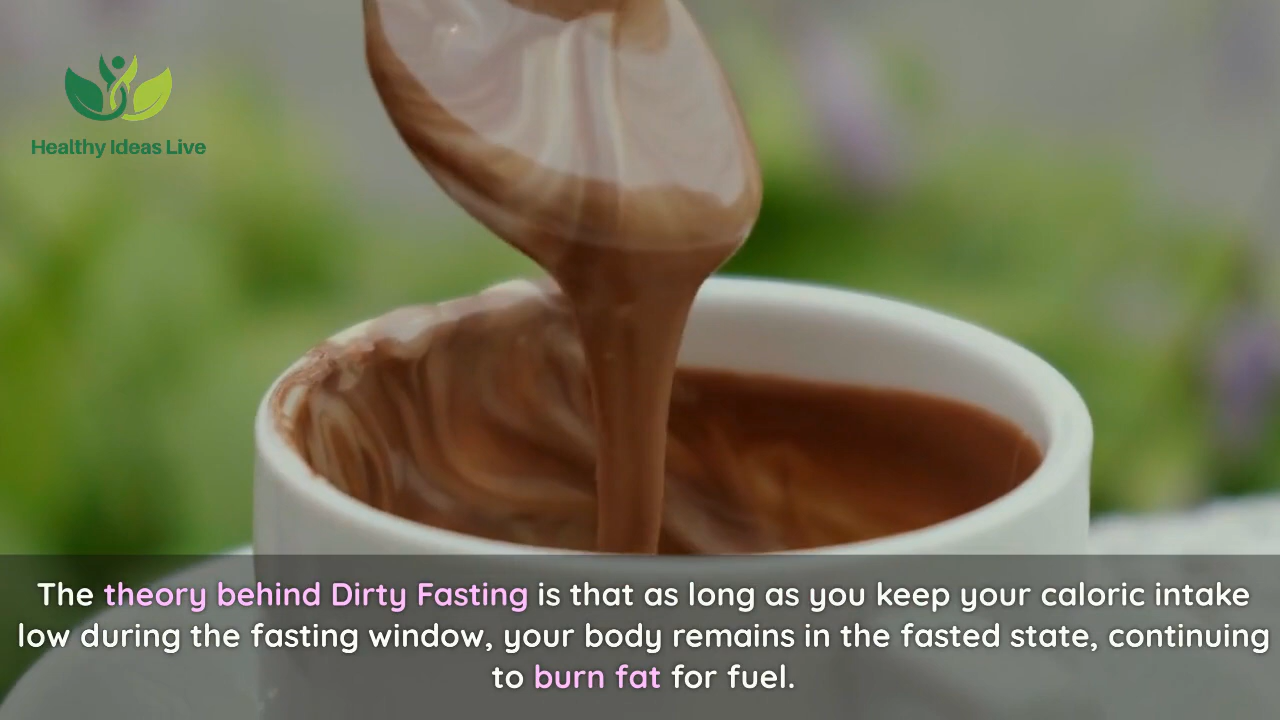 Healthy Ideas Live
The theory behind Dirty Fasting is that as long as you keep your caloric intake
low during the fasting window, your body remains in the fasted state, continuing
to burn fat for fuel.